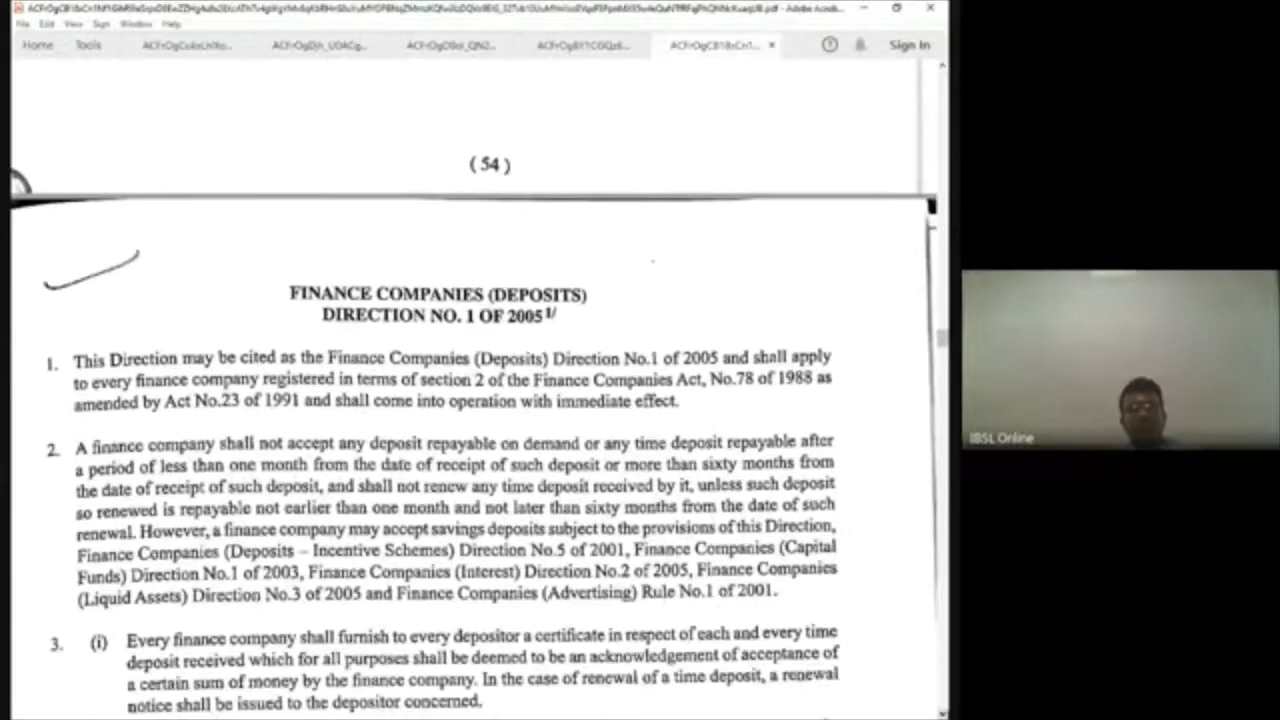 Adobe Acrob...
File Edit View Sign Window Help
Home Tools Sign In
(54)
FINANCE COMPANIES (DEPOSITS)
DIRECTION NO. 1 OF 2005 1/
1. This Direction may be cited as the Finance Companies (Deposits) Direction No.1 of 2005 and shall apply
to every finance company registered in terms of section 2 of the Finance Companies Act, No.78 of 1988 as
amended by Act No.23 of 1991 and shall come into operation with immediate effect.
2. A finance company shall not accept any deposit repayable on demand or any time deposit repayable after
a period of less than one month from the date of receipt of such deposit or more than sixty months from
the date of receipt of such deposit, and shall not renew any time deposit received by it, unless such deposit
so renewed is repayable not earlier than one month and not later than sixty months from the date of such
renewal. However, a finance company may accept savings deposits subject to the provisions of this Direction,
Finance Companies (Deposits – Incentive Schemes) Direction No.5 of 2001, Finance Companies (Capital
Funds) Direction No.1 of 2003, Finance Companies (Interest) Direction No.2 of 2005, Finance Companies
(Liquid Assets) Direction No.3 of 2005 and Finance Companies (Advertising) Rule No.1 of 2001.
3. (i) Every finance company shall furnish to every depositor a certificate in respect of each and every time
deposit received which for all purposes shall be deemed to be an acknowledgement of acceptance of
a certain sum of money by the finance company. In the case of renewal of a time deposit, a renewal
notice shall be issued to the depositor concerned.
IBSL Online